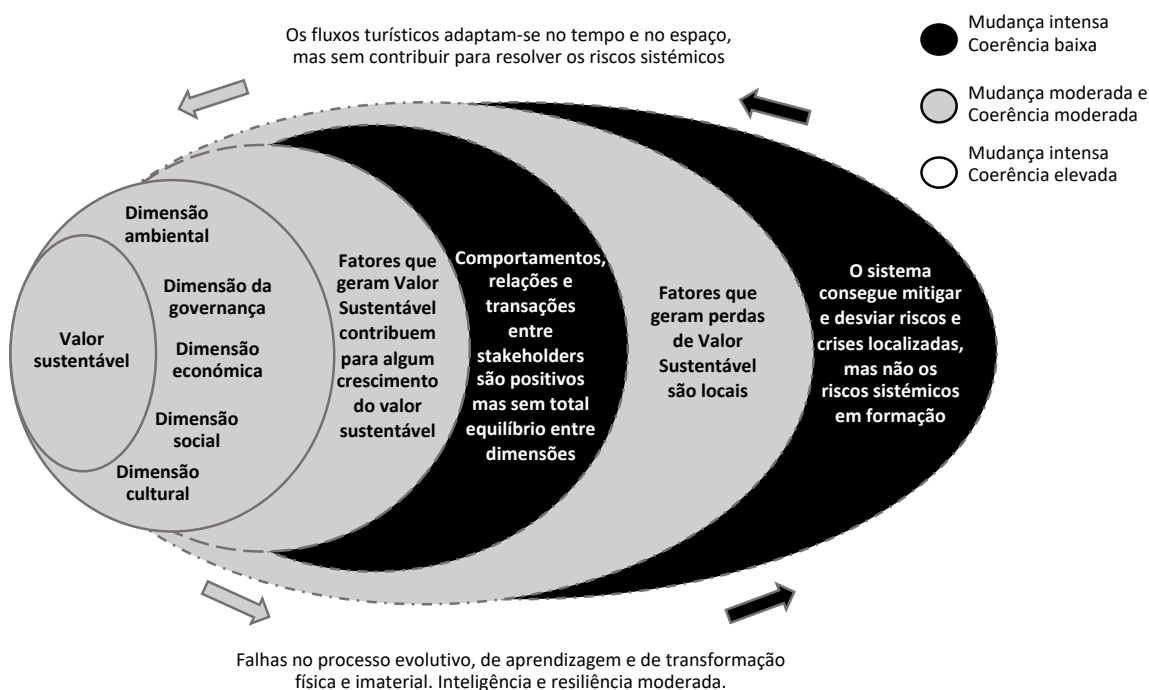 Os fluxos turísticos adaptam-se no tempo e no espaço,
mas sem contribuir para resolver os riscos sistémicos
Mudança intensa
Coerência baixa
Mudança moderada e
Coerência moderada
Mudança intensa
Coerência elevada
Valor
sustentável
Dimensão
ambiental
Dimensão da
governança
Dimensão
económica
Dimensão
social
Dimensão
cultural
Fatores que
geram Valor
Sustentável
contribuem
para algum
crescimento
do valor
sustentável
Comportamentos,
relações e
transações
entre
stakeholders
são positivos
mas sem total
equilíbrio entre
dimensões
Fatores que
geram perdas
de Valor
Sustentável
são locais
O sistema
consegue mitigar
e desviar riscos e
crises localizadas,
mas não os
riscos sistémicos
em formação
Falhas no processo evolutivo, de aprendizagem e de transformação
física e imaterial. Inteligência e resiliência moderada.